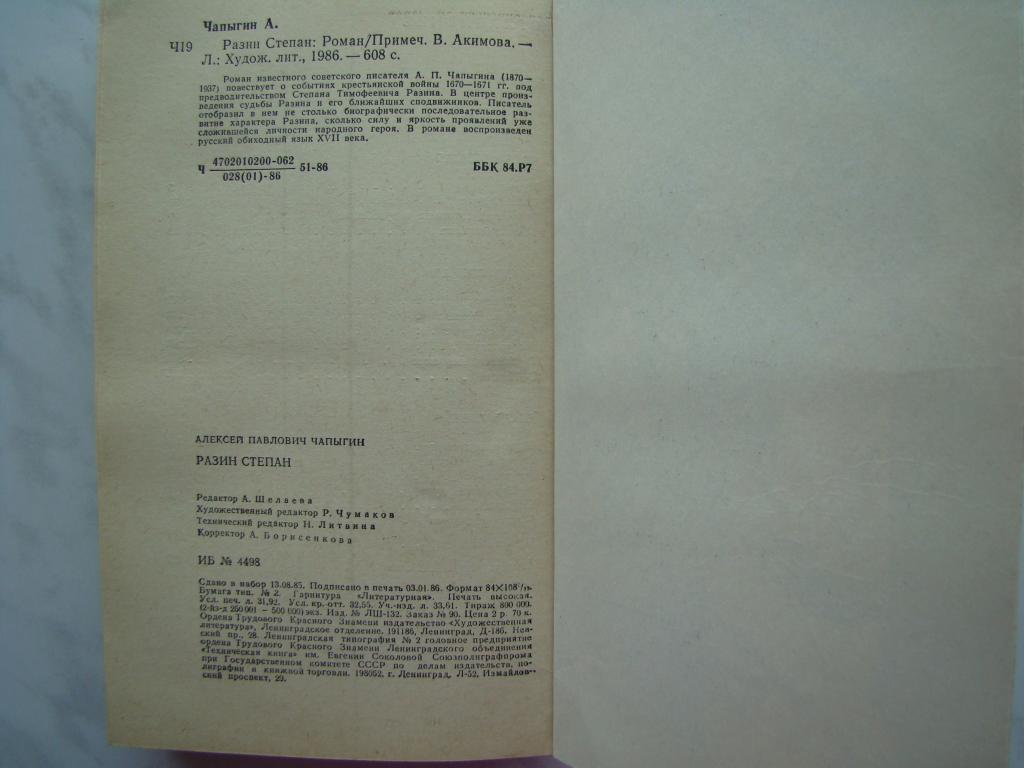 Чапыгин А.
Ч19 Разин Степан: Роман/Примеч. В. Акимова. —
Л.: Худож. лит., 1986. — 608 с.
Роман известного советского писателя А. П. Чапыгина (1870—
1937) повествует о событиях крестьянской войны 1670—1671 гг. под
предводительством Степана Тимофеевича Разина. В центре произ-
ведения судьбы Разина и его ближайших сподвижников. Писатель
отобразил в нем не столько биографически последовательное раз-
витие характера Разина, сколько силу и яркость проявлений уже
сложившейся личности народного героя. В романе воспроизведен
русский обиходный язык XVII века.
4702010200-062
Ч 51-86 ББК 84.Р7
028(01)-86
АЛЕКСЕЙ ПАВЛОВИЧ ЧАПЫГИН
РАЗИН СТЕПАН
Редактор А. Шелаева
Художественный редактор Р. Чумаков
Технический редактор Н. Литвина
Корректор А. Борисенкова
ИБ № 4498
Сдано в набор 13.08.85. Подписано в печать 03.01.86. Формат 84×108¹/₃₂.
Бумага тип. № 2. Гарнитура «Литературная». Печать высокая.
Усл. печ. л. 31,92. Усл. кр.-отт. 32,55. Уч.-изд. л. 33,61. Тираж 800 000.
(2-йз-д 250 001 — 500 000) экз. Изд. № ЛШ-132. Заказ № 90. Цена 2 р. 70 к.
Ордена Трудового Красного Знамени издательство «Художественная
литература», Ленинградское отделение. 191186, Ленинград, Д-186, Нев-
ский пр., 28. Ленинградская типография № 2 головное предприятие
ордена Трудового Красного Знамени Ленинградского объединения
«Техническая книга» им. Евгении Соколовой Союзполиграфпрома
при Государственном комитете СССР по делам издательств, по-
лиграфии и книжной торговли. 198052, г. Ленинград, Л-52, Измайлов-
ский проспект, 29.